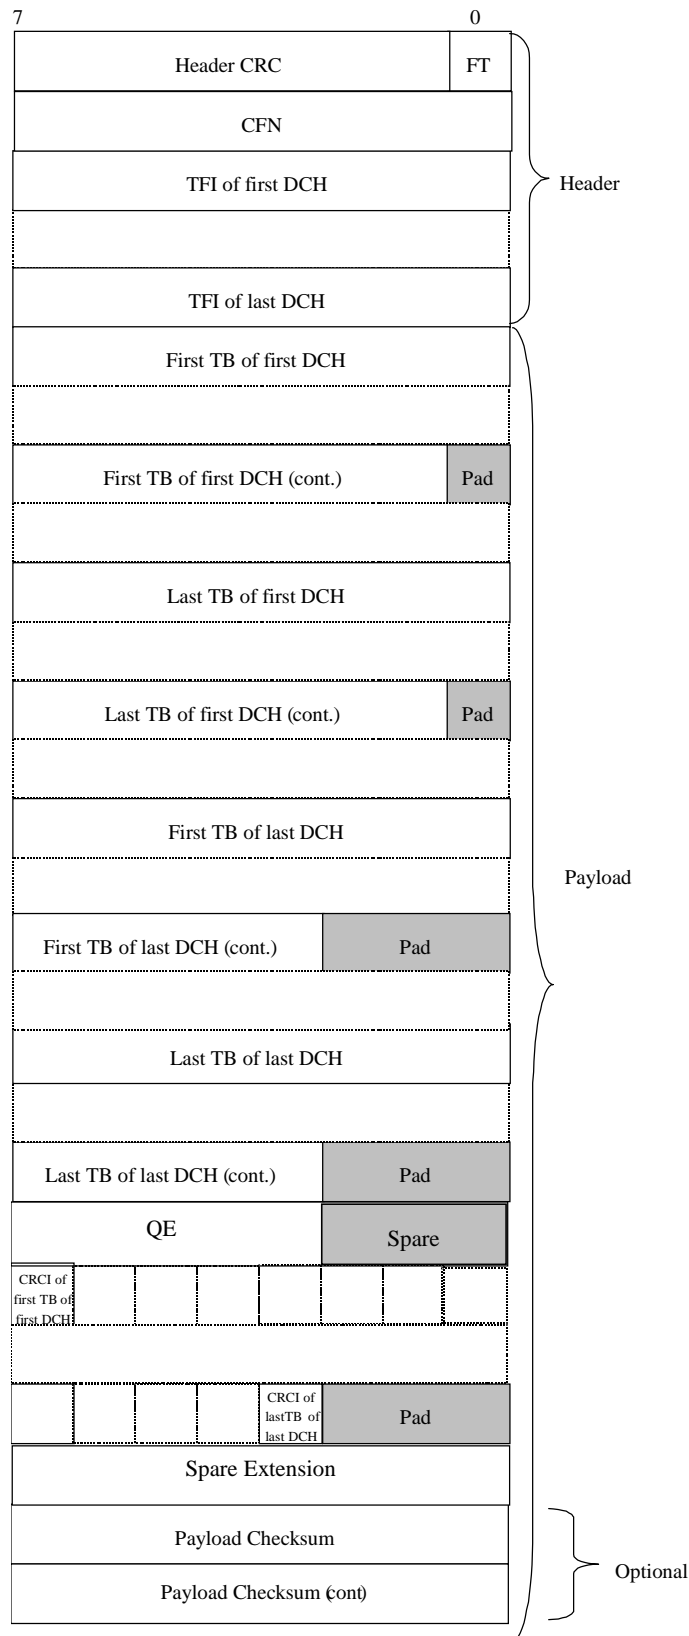 7 0
Header CRC FT
CFN
TFI of first DCH
Header
TFI of last DCH
First TB of first DCH
First TB of first DCH (cont.) Pad
Last TB of first DCH
Last TB of first DCH (cont.) Pad
First TB of last DCH
Payload
First TB of last DCH (cont.) Pad
Last TB of last DCH
Last TB of last DCH (cont.) Pad
QE Spare
CRCI of
first TB of
first DCH
CRCI of
lastTB of
last DCH
Pad
Spare Extension
Payload Checksum
Optional
Payload Checksum (cont)